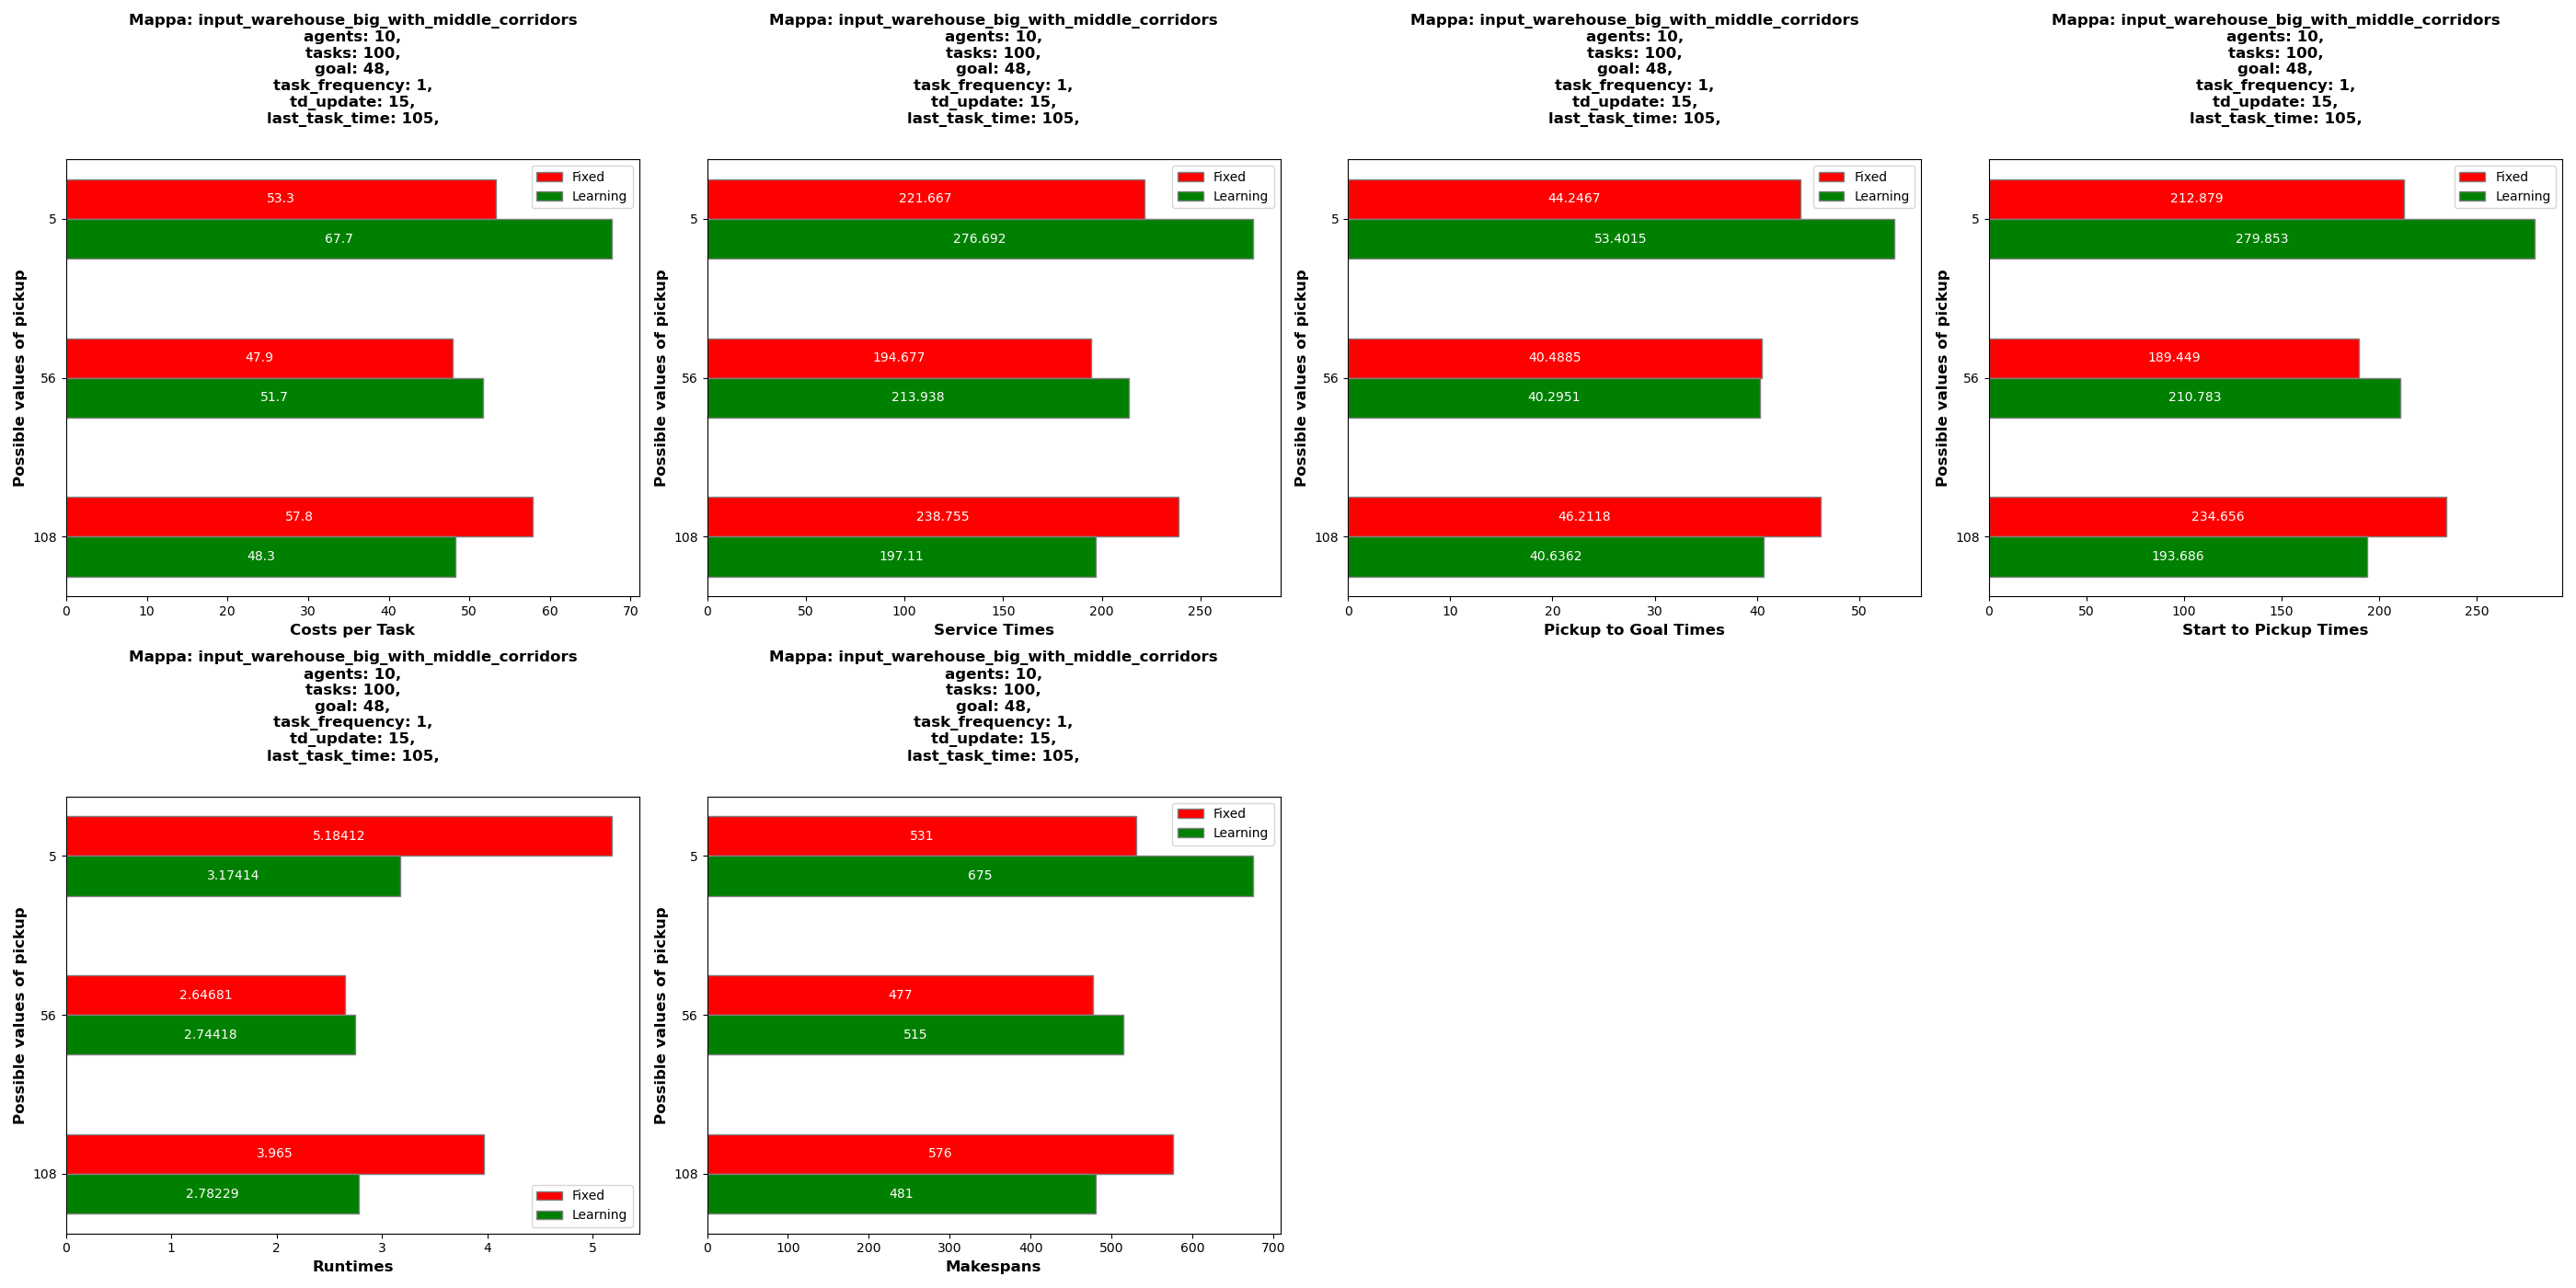 Mappa: input_warehouse_big_with_middle_corridors
agents: 10,
tasks: 100,
goal: 48,
task_frequency: 1,
td_update: 15,
last_task_time: 105,
Fixed
Learning
Possible values of pickup
5
53.3
67.7
56
47.9
51.7
108
57.8
48.3
0 10 20 30 40 50 60 70
Costs per Task
Mappa: input_warehouse_big_with_middle_corridors
agents: 10,
tasks: 100,
goal: 48,
task_frequency: 1,
td_update: 15,
last_task_time: 105,
Fixed
Learning
Possible values of pickup
5
221.667
276.692
56
194.677
213.938
108
238.755
197.11
0 50 100 150 200 250
Service Times
Mappa: input_warehouse_big_with_middle_corridors
agents: 10,
tasks: 100,
goal: 48,
task_frequency: 1,
td_update: 15,
last_task_time: 105,
Fixed
Learning
Possible values of pickup
5
44.2467
53.4015
56
40.4885
40.2951
108
46.2118
40.6362
0 10 20 30 40 50
Pickup to Goal Times
Mappa: input_warehouse_big_with_middle_corridors
agents: 10,
tasks: 100,
goal: 48,
task_frequency: 1,
td_update: 15,
last_task_time: 105,
Fixed
Learning
Possible values of pickup
5
212.879
279.853
56
189.449
210.783
108
234.656
193.686
0 50 100 150 200 250
Start to Pickup Times
Mappa: input_warehouse_big_with_middle_corridors
agents: 10,
tasks: 100,
goal: 48,
task_frequency: 1,
td_update: 15,
last_task_time: 105,
Possible values of pickup
5
5.18412
3.17414
56
2.64681
2.74418
108
3.965
2.78229
Fixed
Learning
0 1 2 3 4 5
Runtimes
Mappa: input_warehouse_big_with_middle_corridors
agents: 10,
tasks: 100,
goal: 48,
task_frequency: 1,
td_update: 15,
last_task_time: 105,
Fixed
Learning
Possible values of pickup
5
531
675
56
477
515
108
576
481
0 100 200 300 400 500 600 700
Makespans